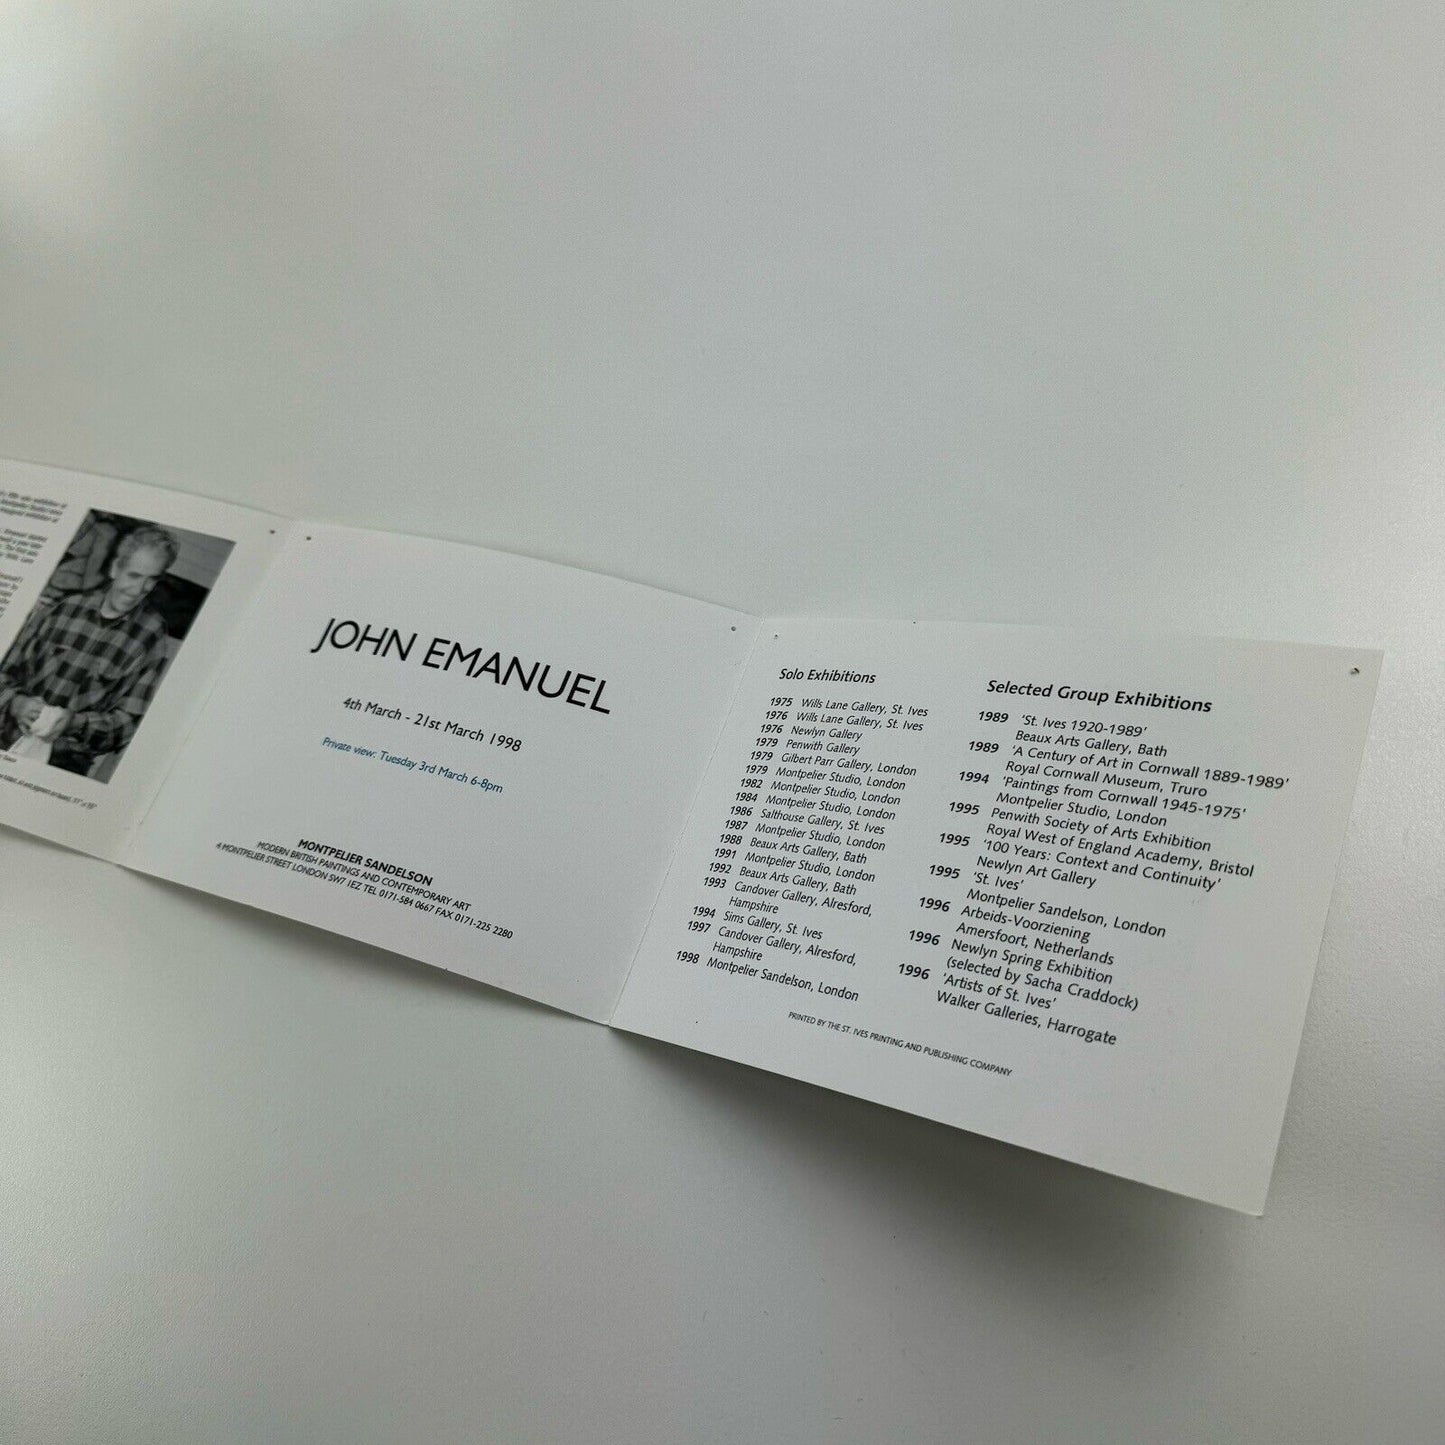 JOHN EMANUEL
4th March - 21st March 1998
Private view: Tuesday 3rd March 6-8pm
MONTPELIER SANDELSON
MODERN BRITISH PAINTINGS AND CONTEMPORARY ART
4 MONTPELIER STREET LONDON SW7 1EZ TEL 0171-584 0667 FAX 0171-225 2280
Solo Exhibitions
1975 Wills Lane Gallery, St. Ives
1976 Wills Lane Gallery, St. Ives
1976 Newlyn Gallery
1979 Penwith Gallery
1979 Gilbert Parr Gallery, London
1979 Montpelier Studio, London
1982 Montpelier Studio, London
1984 Montpelier Studio, London
1986 Salthouse Gallery, St. Ives
1987 Montpelier Studio, London
1988 Beaux Arts Gallery, Bath
1991 Montpelier Studio, London
1992 Beaux Arts Gallery, Bath
1993 Candover Gallery, Alresford,
Hampshire
1994 Sims Gallery, St. Ives
1997 Candover Gallery, Alresford,
Hampshire
1998 Montpelier Sandelson, London
Selected Group Exhibitions
1989 'St. Ives 1920-1989'
Beaux Arts Gallery, Bath
1989 'A Century of Art in Cornwall 1889-1989'
Royal Cornwall Museum, Truro
1994 'Paintings from Cornwall 1945-1975'
Montpelier Studio, London
1995 Penwith Society of Arts Exhibition
Royal West of England Academy, Bristol
1995 '100 Years: Context and Continuity'
Newlyn Art Gallery
1995 'St. Ives'
Montpelier Sandelson, London
1996 Arbeids-Voorziening
Amersfoort, Netherlands
1996 Newlyn Spring Exhibition
(selected by Sacha Craddock)
1996 'Artists of St. Ives'
Walker Galleries, Harrogate
PRINTED BY THE ST. IVES PRINTING AND PUBLISHING COMPANY